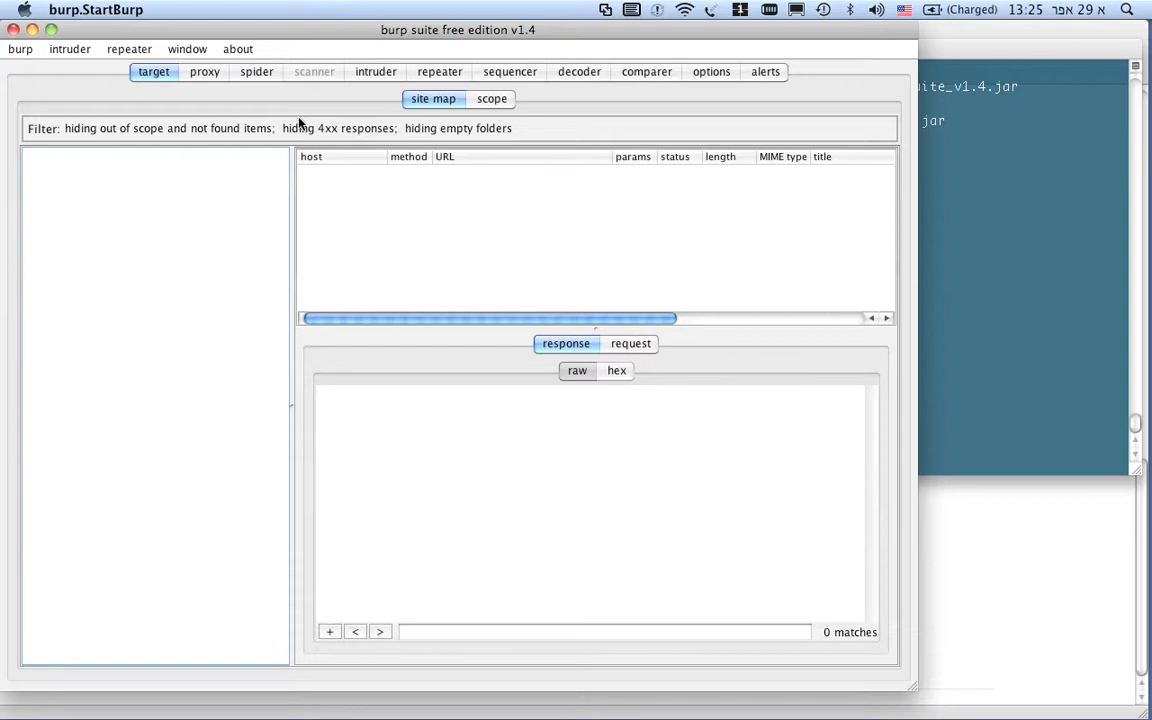 burp.StartBurp (Charged) 13:25 א 29 אפר
burp suite free edition v1.4
burp intruder repeater window about
target proxy spider scanner intruder repeater sequencer decoder comparer options alerts
uite_v1.4.jar
site map scope
jar
Filter: hiding out of scope and not found items; hiding 4xx responses; hiding empty folders
host method URL params status length MIME type title
response request
raw hex
+ < > 0 matches